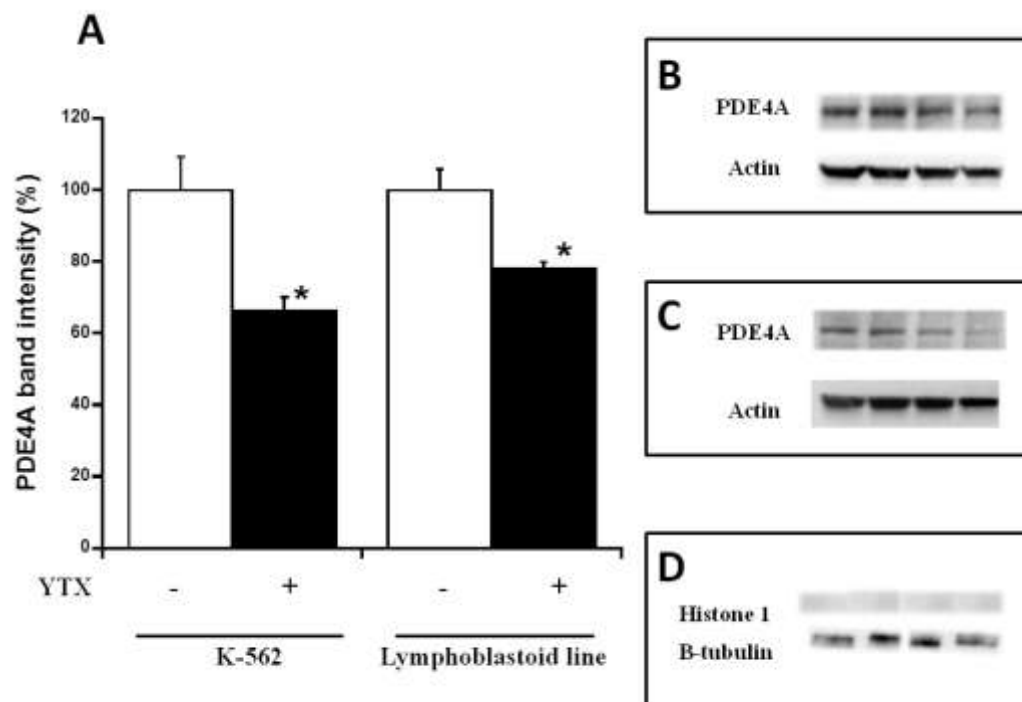 A
PDE4A band intensity (%)
120
100
80
60
40
20
0
*
*
YTX
- + - +
K-562 Lymphoblastoid line
B
PDE4A
Actin
C
PDE4A
Actin
D
Histone 1
B-tubulin